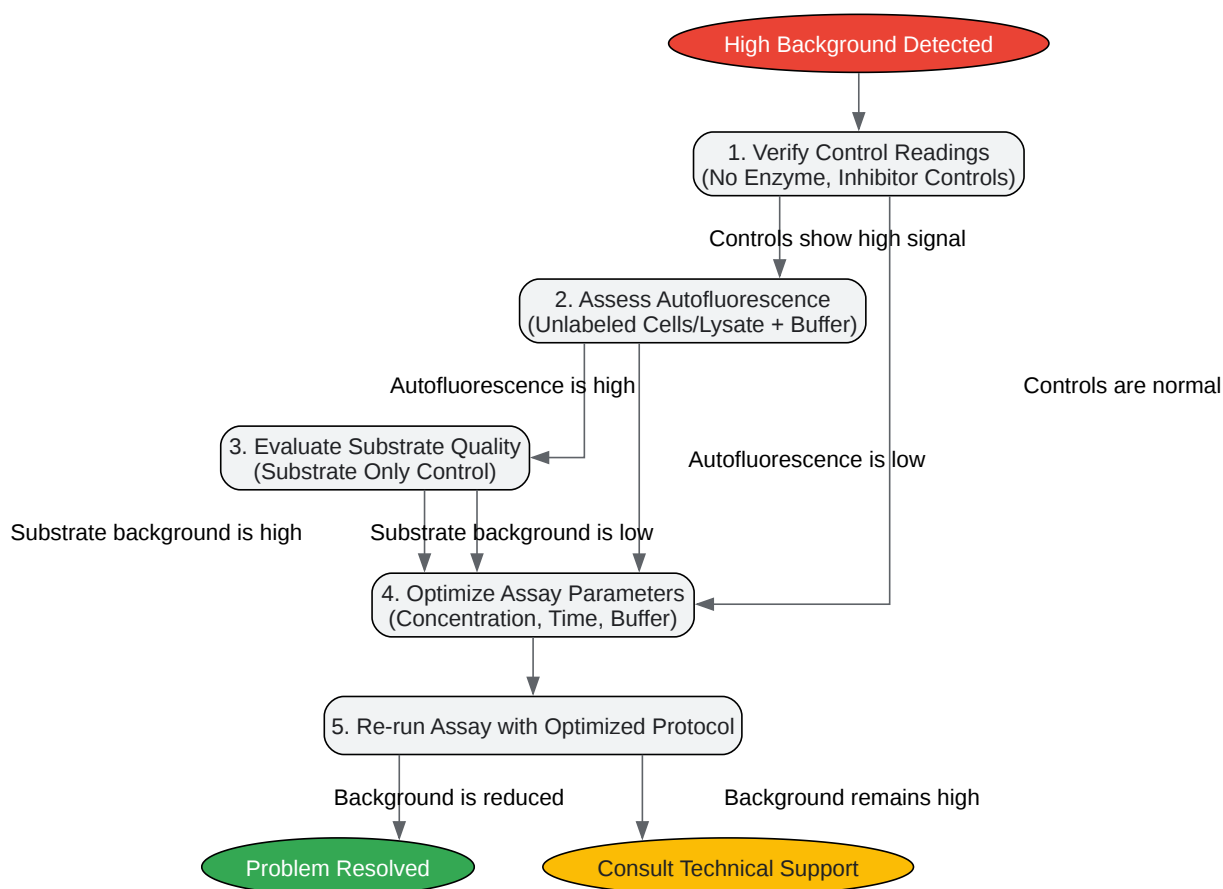 High Background Detected
1. Verify Control Readings
(No Enzyme, Inhibitor Controls)
Controls show high signal
2. Assess Autofluorescence
(Unlabeled Cells/Lysate + Buffer)
Autofluorescence is high
Controls are normal
3. Evaluate Substrate Quality
(Substrate Only Control)
Autofluorescence is low
Substrate background is high
Substrate background is low
4. Optimize Assay Parameters
(Concentration, Time, Buffer)
5. Re-run Assay with Optimized Protocol
Background is reduced
Background remains high
Problem Resolved
Consult Technical Support